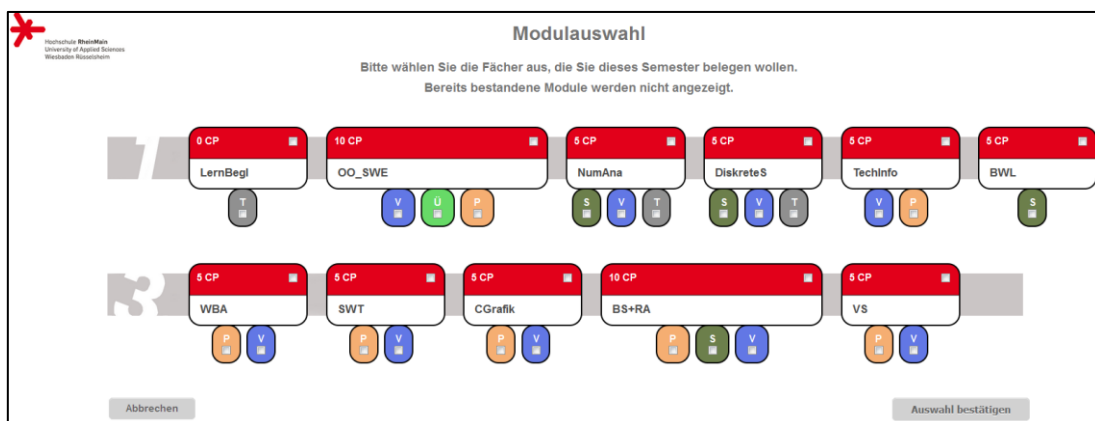 Hochschule RheinMain
University of Applied Sciences
Wiesbaden Rüsselsheim
Modulauswahl
Bitte wählen Sie die Fächer aus, die Sie dieses Semester belegen wollen.
Bereits bestandene Module werden nicht angezeigt.
1
0 CP 10 CP 5 CP 5 CP 5 CP 5 CP
LernBegl OO_SWE NumAna DiskreteS TechInfo BWL
T V Ü P S V T S V T V P S
3
5 CP 5 CP 5 CP 10 CP 5 CP
WBA SWT CGrafik BS+RA VS
P V P V P V P S V P V
Abbrechen Auswahl bestätigen